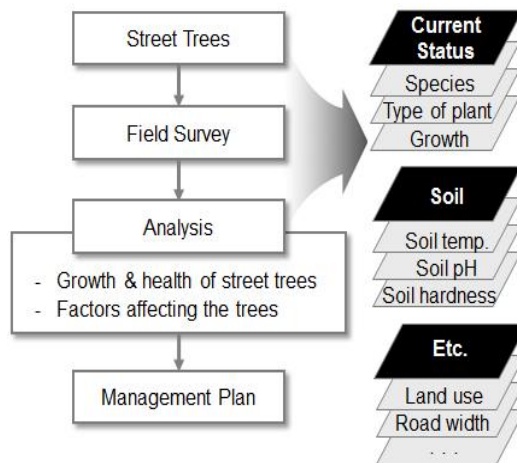 Street Trees
Field Survey
Analysis
- Growth & health of street trees
- Factors affecting the trees
Management Plan
Current
Status
Species
Type of plant
Growth
Soil
Soil temp.
Soil pH
Soil hardness
Etc.
Land use
Road width
. . .